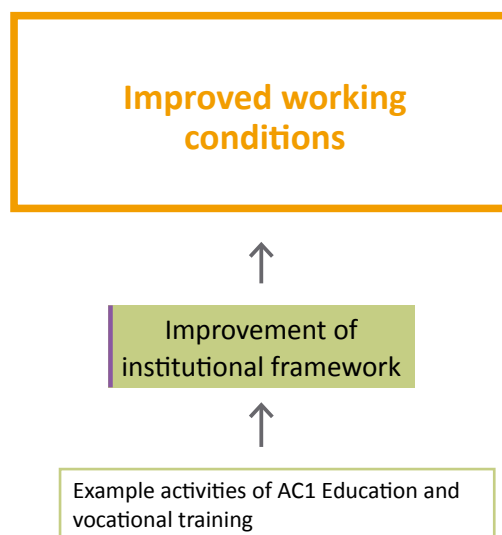 Improved working
conditions
Improvement of
institutional framework
Example activities of AC1 Education and
vocational training